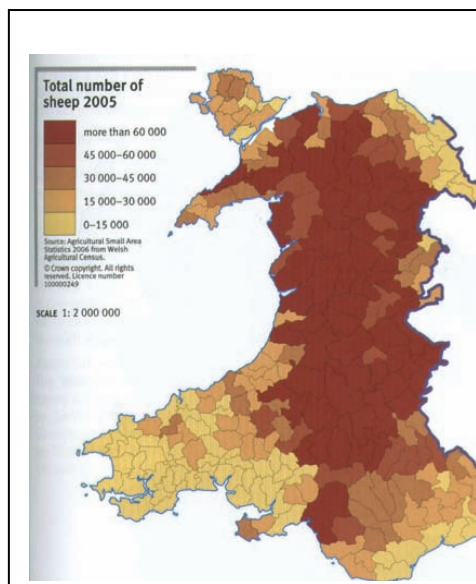 Total number of
sheep 2005
more than 60 000
45 000–60 000
30 000–45 000
15 000–30 000
0–15 000
Source: Agricultural Small Area
Statistics 2006 from Welsh
Agricultural Census.
© Crown copyright. All rights
reserved. Licence number
100000249
SCALE 1: 2 000 000